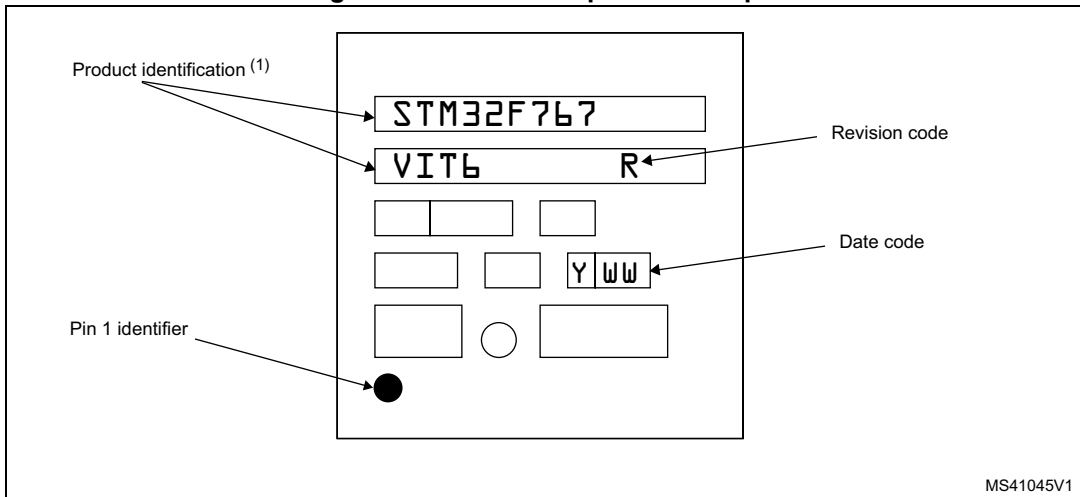 Product identification (1)
STM32F767
Revision code
VIT6 R
Date code
Y WW
Pin 1 identifier
MS41045V1